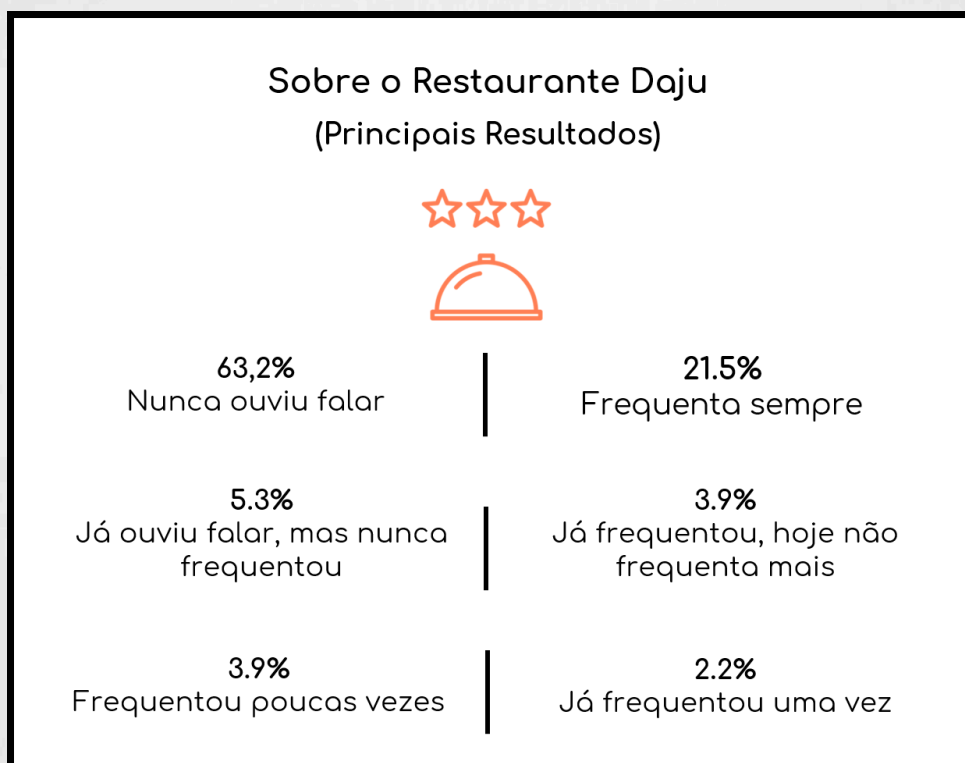 Sobre o Restaurante Daju
(Principais Resultados)
63,2%
Nunca ouviu falar
21.5%
Frequenta sempre
5.3%
Já ouviu falar, mas nunca
frequentou
3.9%
Já frequentou, hoje não
frequenta mais
3.9%
Frequentou poucas vezes
2.2%
Já frequentou uma vez